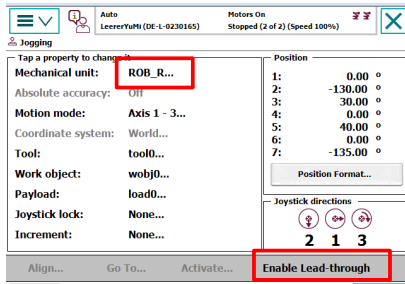 Auto
Motors On
LeererYuMi (DE-L-0230165)
Stopped (2 of 2) (Speed 100%)
Jogging
Tap a property to change it
Mechanical unit: ROB_R...
Absolute accuracy: Off
Motion mode: Axis 1 - 3...
Coordinate system: World...
Tool: tool0...
Work object: wobj0...
Payload: load0...
Joystick lock: None...
Increment: None...
Position
1: 0.00 º
2: -130.00 º
3: 30.00 º
4: 0.00 º
5: 40.00 º
6: 0.00 º
7: -135.00 º
Position Format...
Joystick directions
2 1 3
Align... Go To... Activate... Enable Lead-through